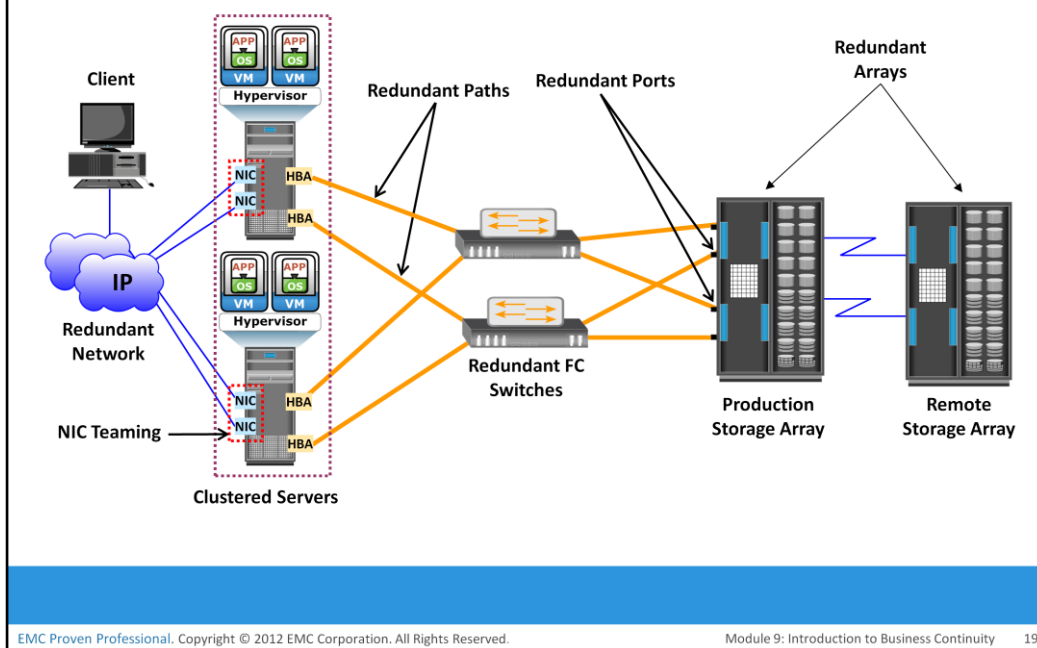 Client
APP
OS
VM
APP
OS
VM
Hypervisor
NIC
NIC
HBA
HBA
Redundant Paths
Redundant Ports
Redundant
Arrays
IP
Redundant
Network
APP
OS
VM
APP
OS
VM
Hypervisor
NIC
NIC
HBA
HBA
NIC Teaming
Clustered Servers
Redundant FC
Switches
Production
Storage Array
Remote
Storage Array
EMC Proven Professional. Copyright © 2012 EMC Corporation. All Rights Reserved.
Module 9: Introduction to Business Continuity 19